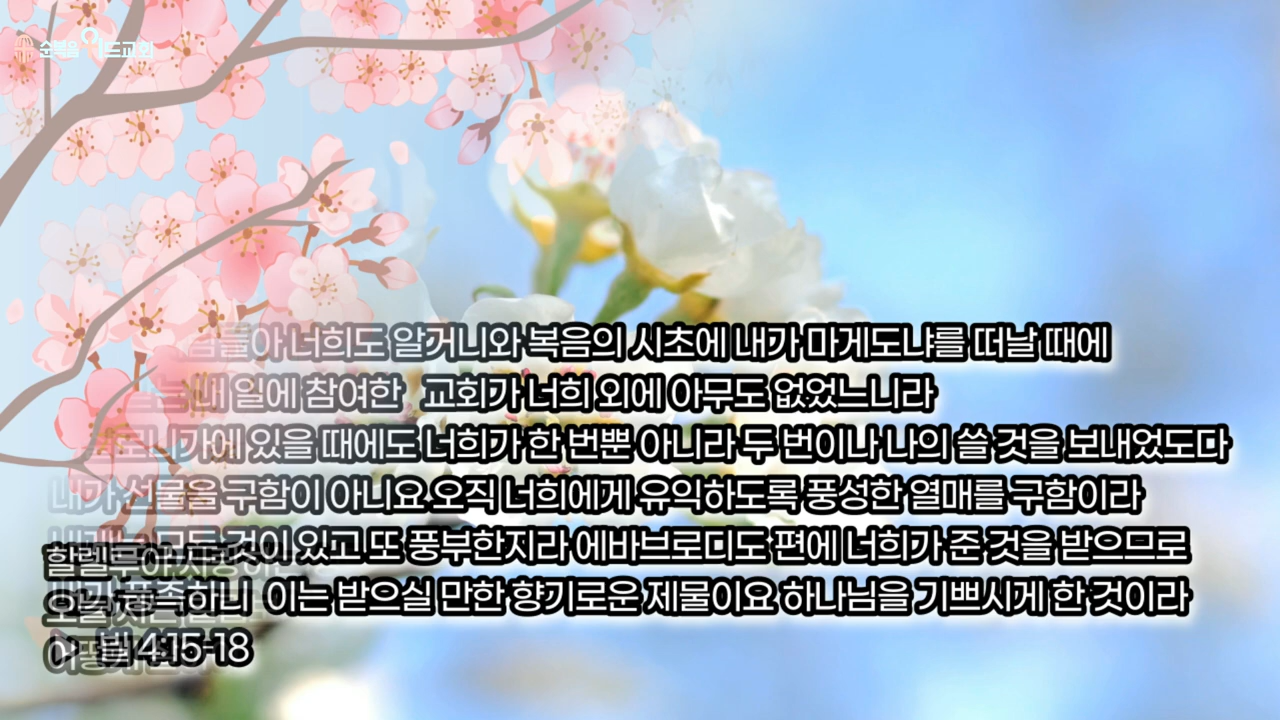 순복음
드교회
너희도 알거니와 복음의 시초에 내가 마게도냐를 떠날 때에
내 일에 참여한 교회가 너희 외에 아무도 없었느니라
있을 때에도 너희가 한 번뿐 아니라 두 번이나 나의 쓸 것을 보내었도다
내가 선물을 구함이 아니요 오직 너희에게 유익하도록 풍성한 열매를 구함이라
것이 있고 또 풍부한지라 에바브로디도 편에 너희가 준 것을 받으므로
이는 받으실 만한 향기로운 제물이요 하나님을 기쁘시게 한 것이라
빌 4:15-18
할렐루야